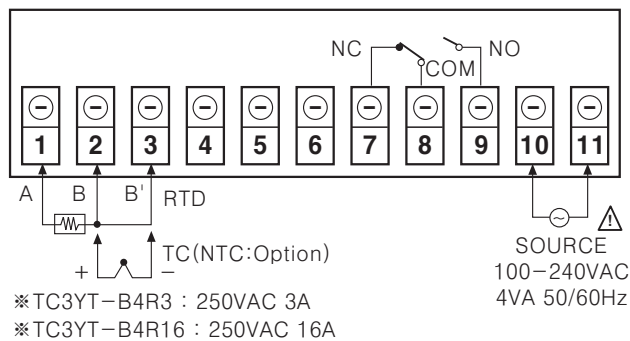 NC NO
COM
1 2 3 4 5 6 7 8 9 10 11
A B B' RTD
TC(NTC:Option)
+ −
SOURCE
100−240VAC
4VA 50/60Hz
※TC3YT−B4R3 : 250VAC 3A
※TC3YT−B4R16 : 250VAC 16A